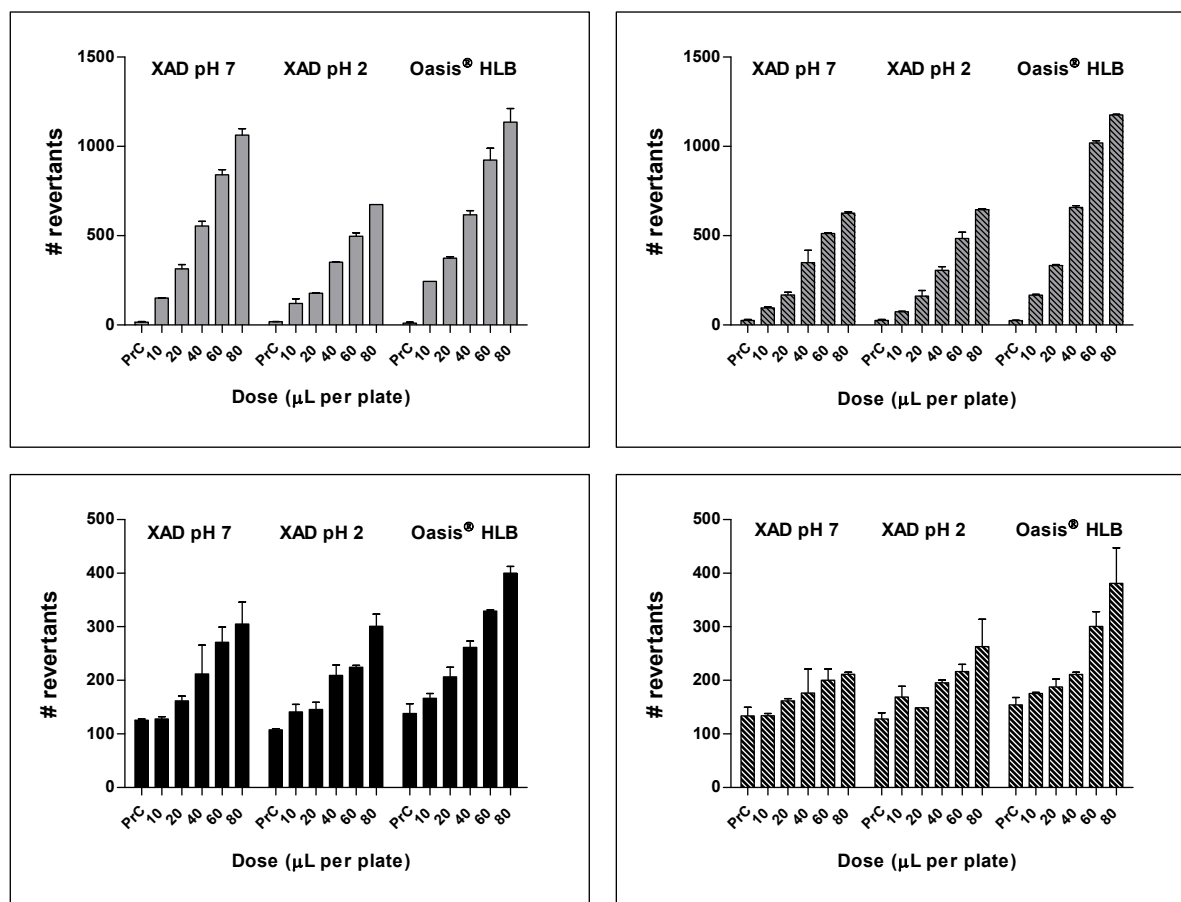 1500
1000
500
0
# revertants
XAD pH 7 XAD pH 2 Oasis® HLB
PrC 10 20 40 60 80 PrC 10 20 40 60 80 PrC 10 20 40 60 80
Dose (μL per plate)
1500
1000
500
0
# revertants
XAD pH 7 XAD pH 2 Oasis® HLB
PrC 10 20 40 60 80 PrC 10 20 40 60 80 PrC 10 20 40 60 80
Dose (μL per plate)
500
400
300
200
100
0
# revertants
XAD pH 7 XAD pH 2 Oasis® HLB
PrC 10 20 40 60 80 PrC 10 20 40 60 80 PrC 10 20 40 60 80
Dose (μL per plate)
500
400
300
200
100
0
# revertants
XAD pH 7 XAD pH 2 Oasis® HLB
PrC 10 20 40 60 80 PrC 10 20 40 60 80 PrC 10 20 40 60 80
Dose (μL per plate)